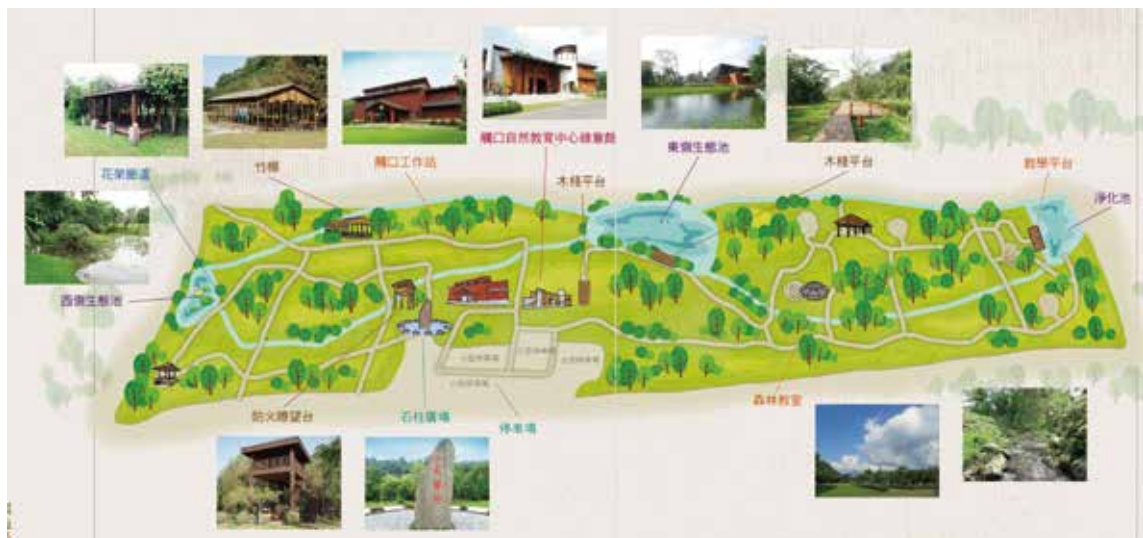 觸口自然教育中心綠童館
東側生態池
花架廊道
竹棚
觸口工作站
木棧平台
木棧平台
教學平台
淨化池
西側生態池
防火瞭望台
石柱廣場
停車場
森林教室